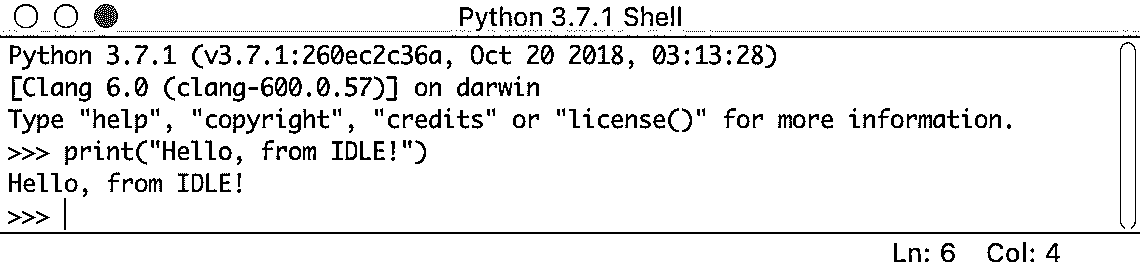 Python 3.7.1 Shell
Python 3.7.1 (v3.7.1:260ec2c36a, Oct 20 2018, 03:13:28)
[Clang 6.0 (clang-600.0.57)] on darwin
Type "help", "copyright", "credits" or "license()" for more information.
>>> print("Hello, from IDLE!")
Hello, from IDLE!
>>>
Ln: 6 Col: 4